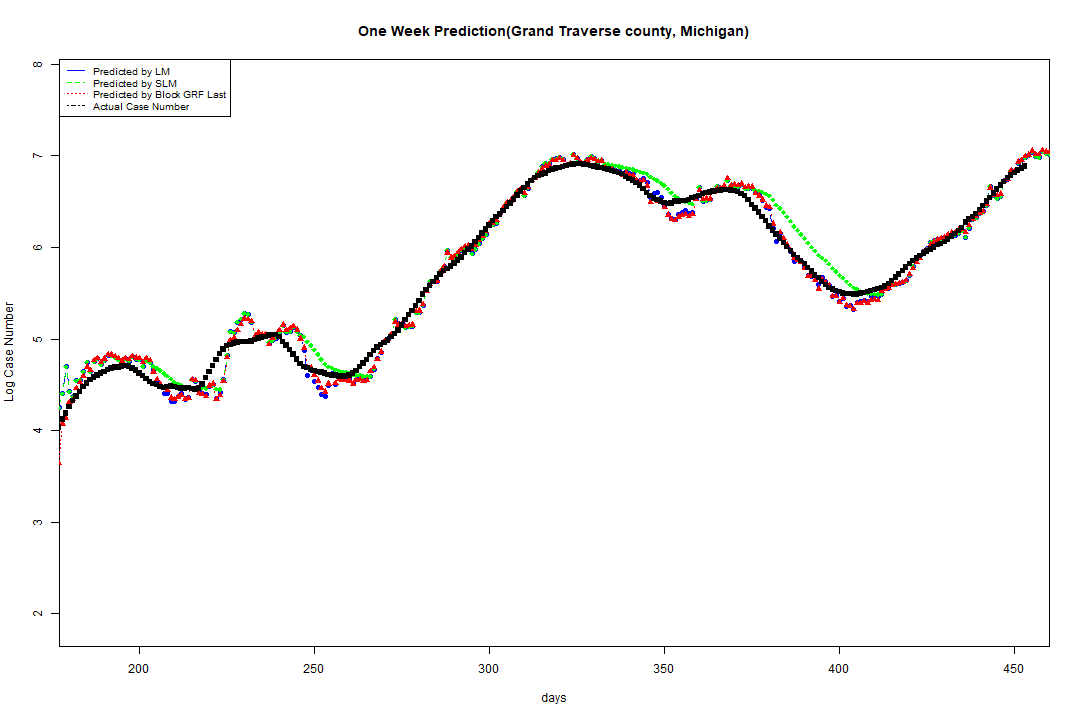 One Week Prediction(Grand Traverse county, Michigan)
Predicted by LM
Predicted by SLM
Predicted by Block GRF Last
Actual Case Number
Log Case Number
8
7
6
5
4
3
2
200 250 300 350 400 450
days